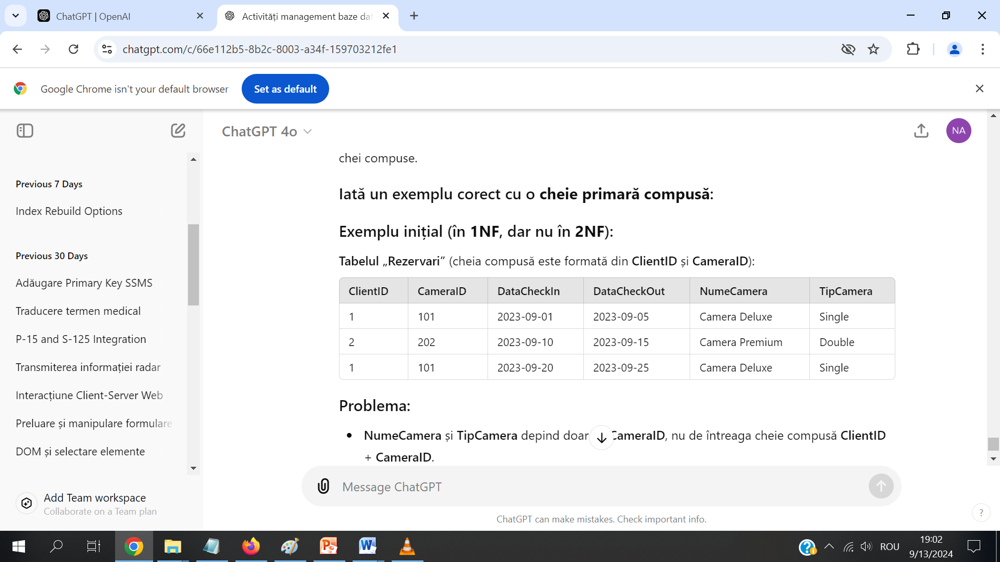 ChatGPT | OpenAI
Activități management baze dat
chatgpt.com/c/66e112b5-8b2c-8003-a34f-159703212fe1
Google Chrome isn't your default browser
Set as default
ChatGPT 4o
NA
Previous 7 Days
Index Rebuild Options
Previous 30 Days
Adăugare Primary Key SSMS
Traducere termen medical
P-15 and S-125 Integration
Transmiterea informației radar
Interacțiune Client-Server Web
Preluare și manipulare formulare
DOM și selectare elemente
Add Team workspace
Collaborate on a Team plan
chei compuse.
Iată un exemplu corect cu o cheie primară compusă:
Exemplu inițial (în 1NF, dar nu în 2NF):
Tabelul „Rezervari” (cheia compusă este formată din ClientID și CameraID):
ClientID CameraID DataCheckIn DataCheckOut NumeCamera TipCamera
1 101 2023-09-01 2023-09-05 Camera Deluxe Single
2 202 2023-09-10 2023-09-15 Camera Premium Double
1 101 2023-09-20 2023-09-25 Camera Deluxe Single
Problema:
• NumeCamera și TipCamera depind doar CameraID, nu de întreaga cheie compusă ClientID
+ CameraID.
Message ChatGPT
ChatGPT can make mistakes. Check important info.
?
ROU
19:02
9/13/2024